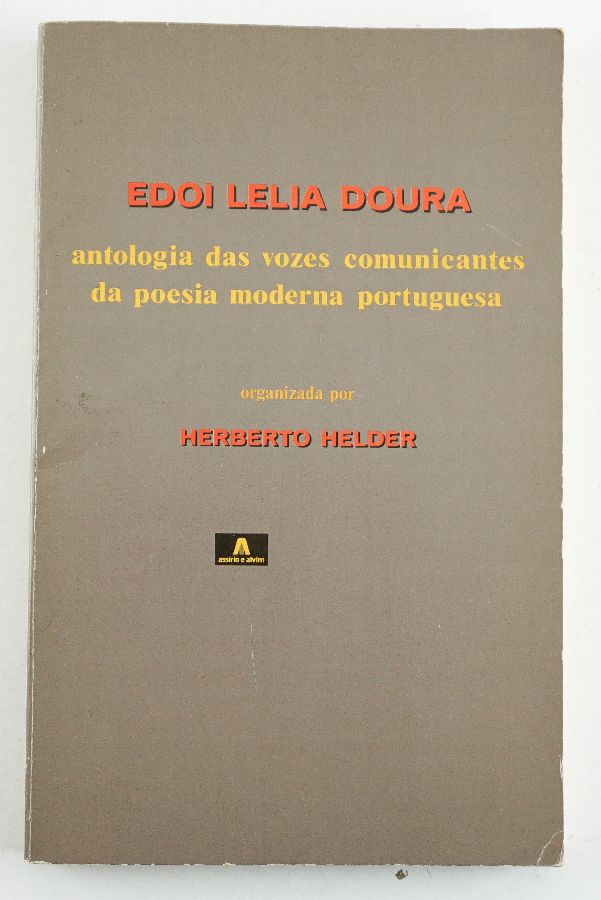 EDOI LELIA DOURA
antologia das vozes comunicantes
da poesia moderna portuguesa
organizada por
HERBERTO HELDER
A
assírio e alvim